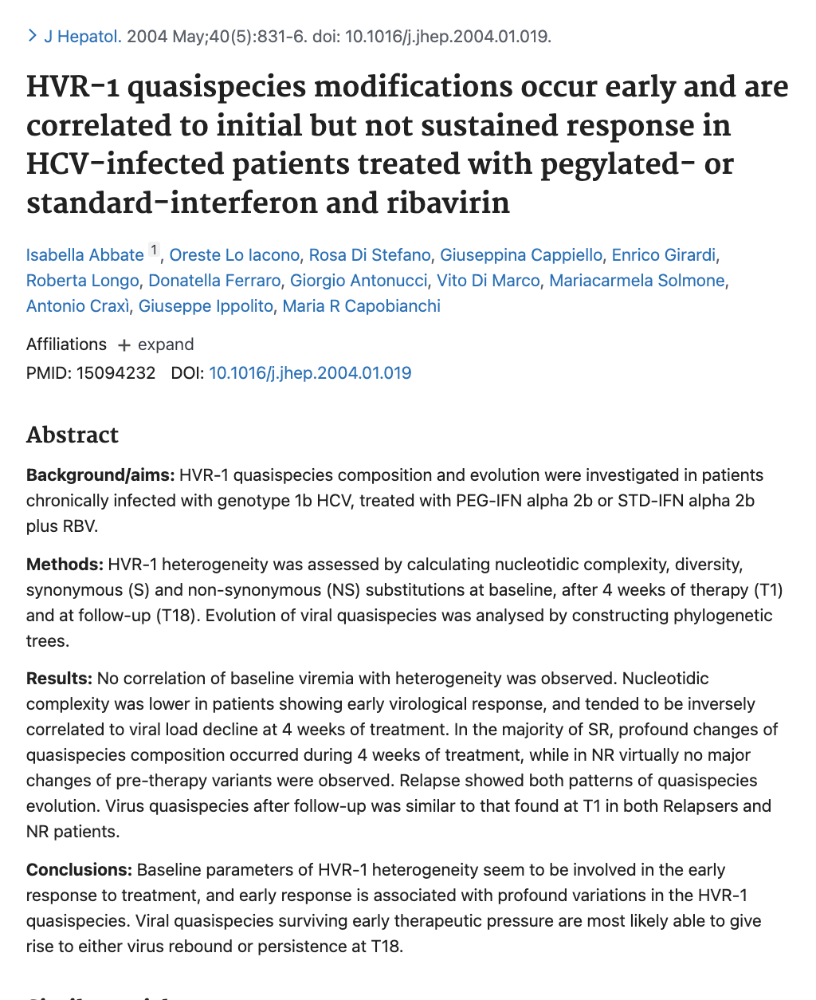 > J Hepatol. 2004 May;40(5):831-6. doi: 10.1016/j.jhep.2004.01.019.
HVR-1 quasispecies modifications occur early and are
correlated to initial but not sustained response in
HCV-infected patients treated with pegylated- or
standard-interferon and ribavirin
Isabella Abbate 1, Oreste Lo Iacono, Rosa Di Stefano, Giuseppina Cappiello, Enrico Girardi,
Roberta Longo, Donatella Ferraro, Giorgio Antonucci, Vito Di Marco, Mariacarmela Solmone,
Antonio Craxì, Giuseppe Ippolito, Maria R Capobianchi
Affiliations + expand
PMID: 15094232 DOI: 10.1016/j.jhep.2004.01.019
Abstract
Background/aims: HVR-1 quasispecies composition and evolution were investigated in patients
chronically infected with genotype 1b HCV, treated with PEG-IFN alpha 2b or STD-IFN alpha 2b
plus RBV.
Methods: HVR-1 heterogeneity was assessed by calculating nucleotidic complexity, diversity,
synonymous (S) and non-synonymous (NS) substitutions at baseline, after 4 weeks of therapy (T1)
and at follow-up (T18). Evolution of viral quasispecies was analysed by constructing phylogenetic
trees.
Results: No correlation of baseline viremia with heterogeneity was observed. Nucleotidic
complexity was lower in patients showing early virological response, and tended to be inversely
correlated to viral load decline at 4 weeks of treatment. In the majority of SR, profound changes of
quasispecies composition occurred during 4 weeks of treatment, while in NR virtually no major
changes of pre-therapy variants were observed. Relapse showed both patterns of quasispecies
evolution. Virus quasispecies after follow-up was similar to that found at T1 in both Relapsers and
NR patients.
Conclusions: Baseline parameters of HVR-1 heterogeneity seem to be involved in the early
response to treatment, and early response is associated with profound variations in the HVR-1
quasispecies. Viral quasispecies surviving early therapeutic pressure are most likely able to give
rise to either virus rebound or persistence at T18.